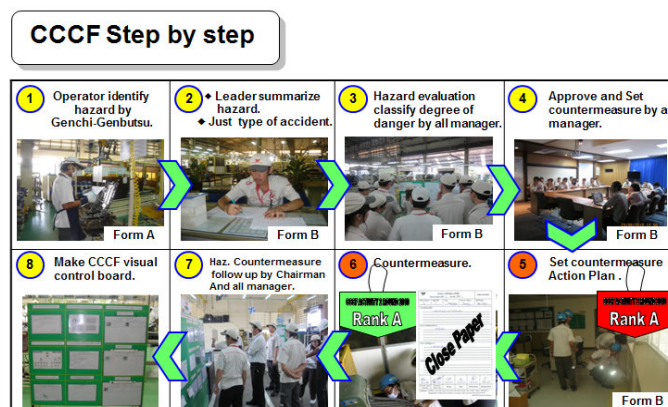 CCCF Step by step
1
Operator identify
hazard by
Genchi-Genbutsu.
Form A
2
◆ Leader summarize
hazard.
◆ Just type of accident.
Form B
3
Hazard evaluation
classify degree of
danger by all manager.
Form B
4
Approve and Set
countermeasure by a
manager.
Form B
8
Make CCCF visual
control board.
7
Haz. Countermeasure
follow up by Chairman
And all manager.
6
Countermeasure.
Rank A
Close Paper
5
Set countermeasure
Action Plan .
Rank A
Form B